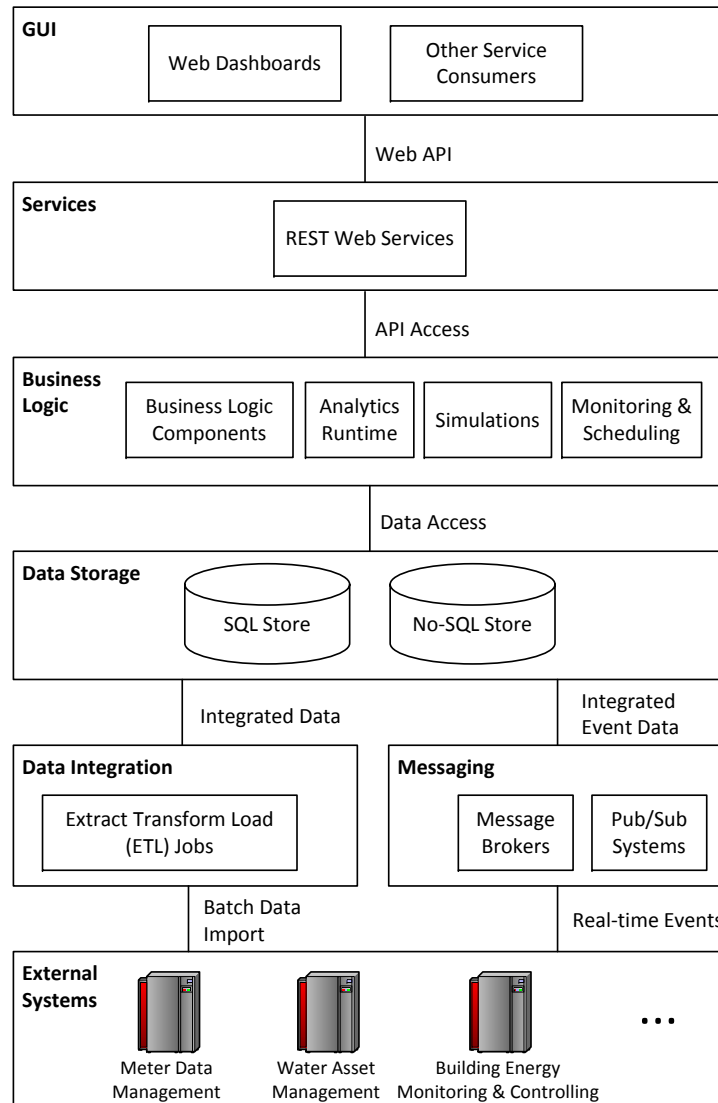 GUI
Web Dashboards
Other Service
Consumers
Web API
Services
REST Web Services
API Access
Business
Logic
Business Logic
Components
Analytics
Runtime
Simulations
Monitoring &
Scheduling
Data Access
Data Storage
SQL Store
No-SQL Store
Integrated Data
Integrated
Event Data
Data Integration
Extract Transform Load
(ETL) Jobs
Messaging
Message
Brokers
Pub/Sub
Systems
Batch Data
Import
Real-time Events
External
Systems
Meter Data
Management
Water Asset
Management
Building Energy
Monitoring & Controlling
...